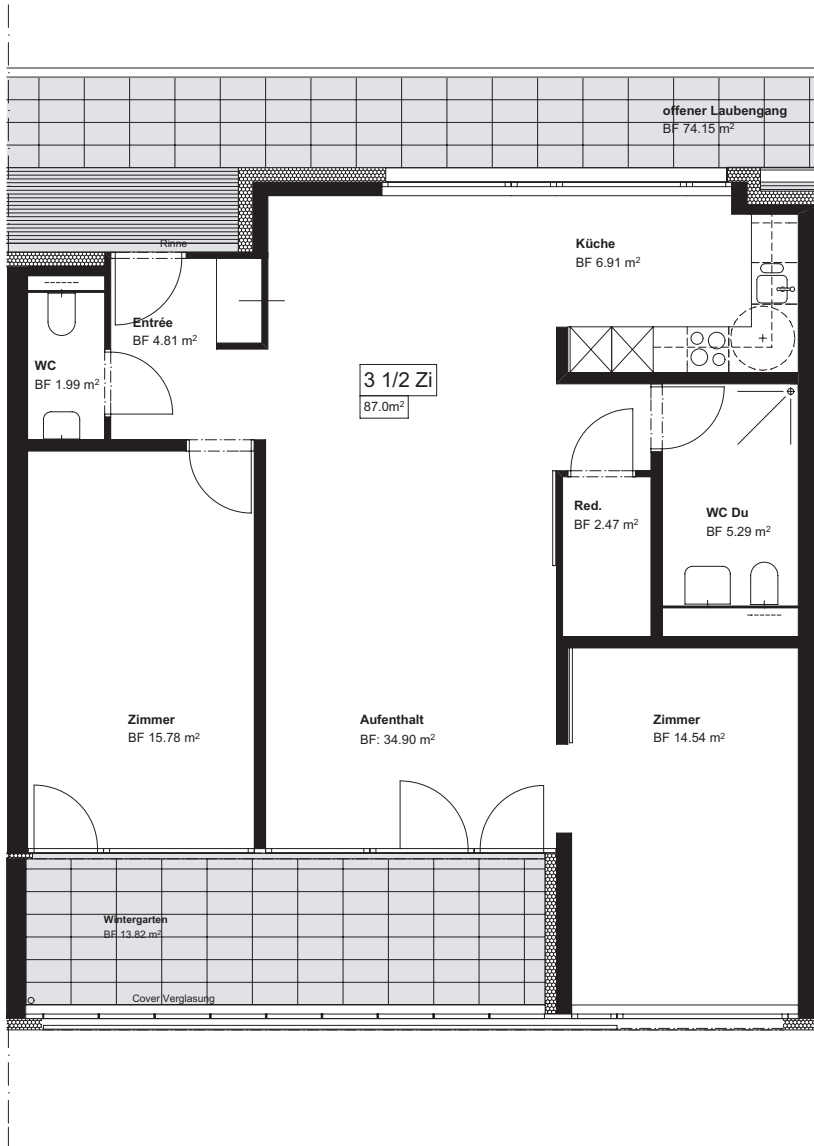 offener Laubengang
BF 74.15 m²
Rinne
Küche
BF 6.91 m²
Entrée
BF 4.81 m²
WC
BF 1.99 m²
3 1/2 Zi
87.0m²
Red.
BF 2.47 m²
WC Du
BF 5.29 m²
Zimmer
BF 15.78 m²
Aufenthalt
BF: 34.90 m²
Zimmer
BF 14.54 m²
Wintergarten
BF 13.82 m²
Cover Verglasung